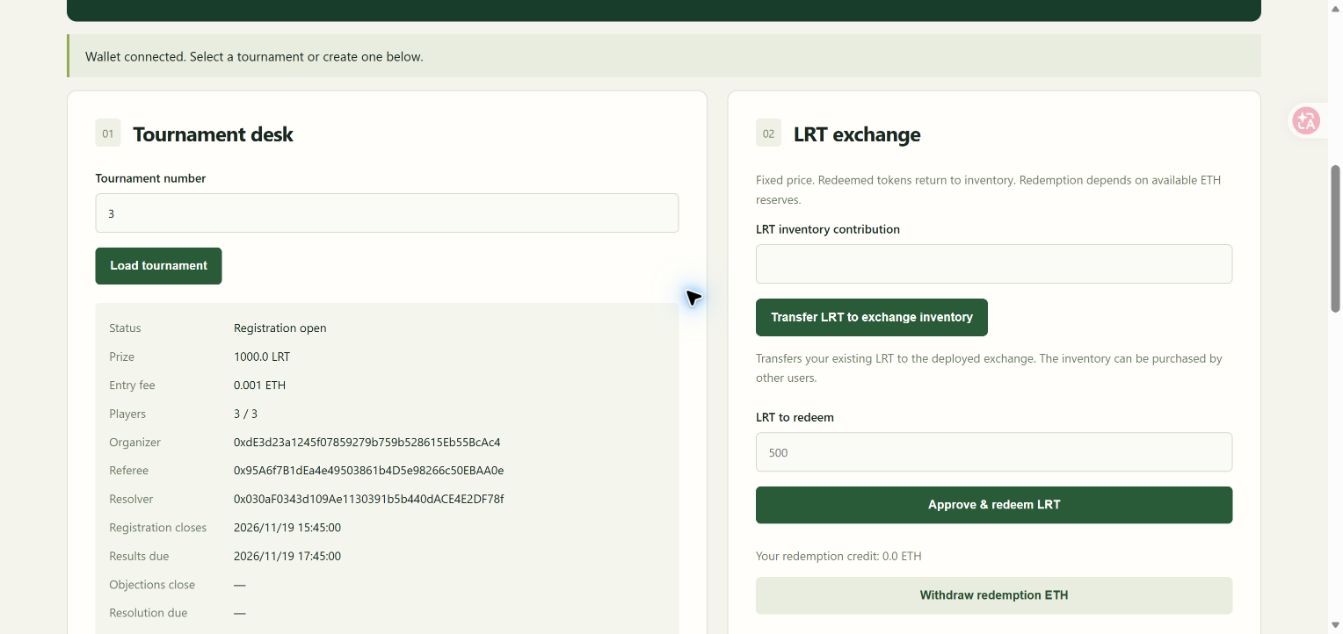 Wallet connected. Select a tournament or create one below.
01
Tournament desk
Tournament number
3
Load tournament
Status Registration open
Prize 1000.0 LRT
Entry fee 0.001 ETH
Players 3 / 3
Organizer 0xdE3d23a1245f07859279b759b528615Eb55BcAc4
Referee 0x95A6f7B1dEa4e49503861b4D5e98266c50EBAA0e
Resolver 0x030aF0343d109Ae1130391b5b440dACE4E2DF78f
Registration closes 2026/11/19 15:45:00
Results due 2026/11/19 17:45:00
Objections close —
Resolution due —
02
LRT exchange
Fixed price. Redeemed tokens return to inventory. Redemption depends on available ETH
reserves.
LRT inventory contribution
Transfer LRT to exchange inventory
Transfers your existing LRT to the deployed exchange. The inventory can be purchased by
other users.
LRT to redeem
500
Approve & redeem LRT
Your redemption credit: 0.0 ETH
Withdraw redemption ETH